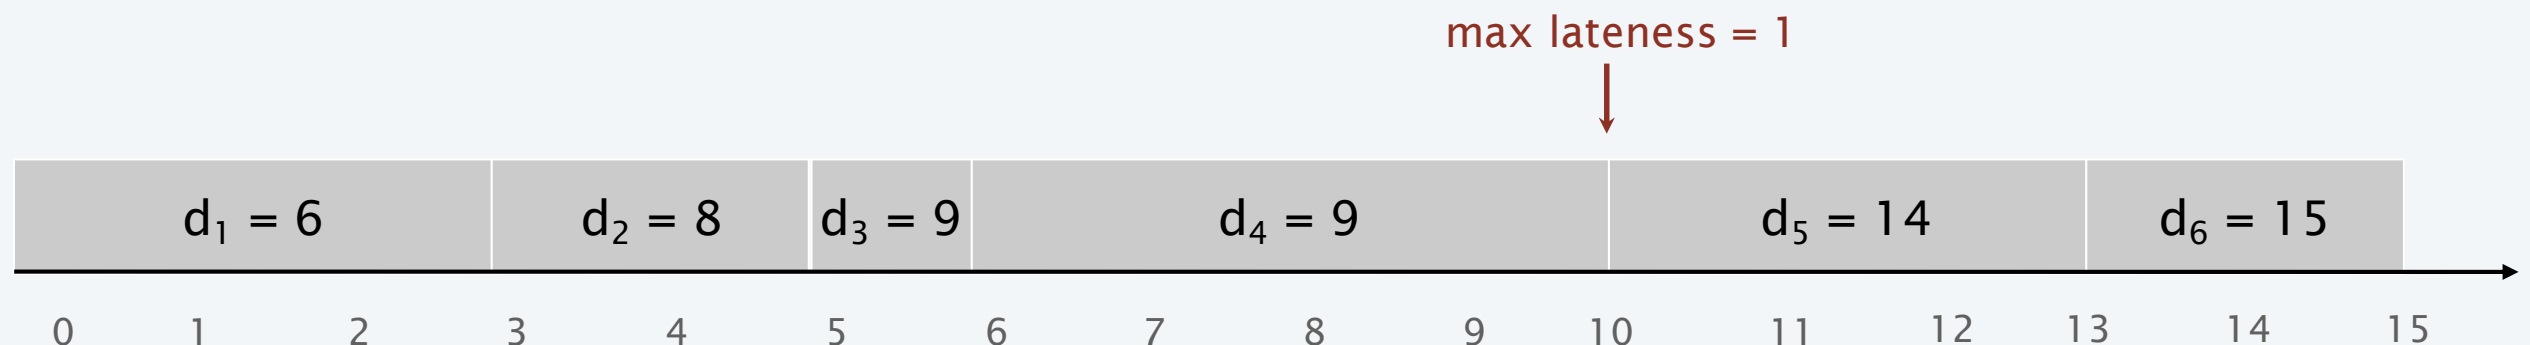 max lateness = 1
d₁ = 6 d₂ = 8 d₃ = 9 d₄ = 9 d₅ = 14 d₆ = 15
0 1 2 3 4 5 6 7 8 9 10 11 12 13 14 15